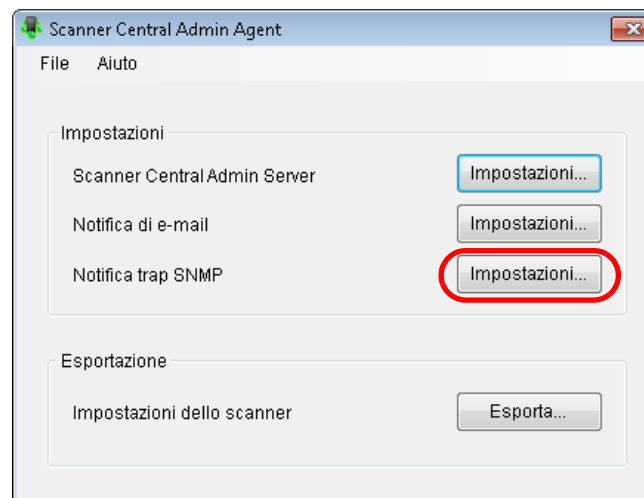 Scanner Central Admin Agent
File Aiuto
Impostazioni
Scanner Central Admin Server Impostazioni...
Notifica di e-mail Impostazioni...
Notifica trap SNMP Impostazioni...
Esportazione
Impostazioni dello scanner Esporta...